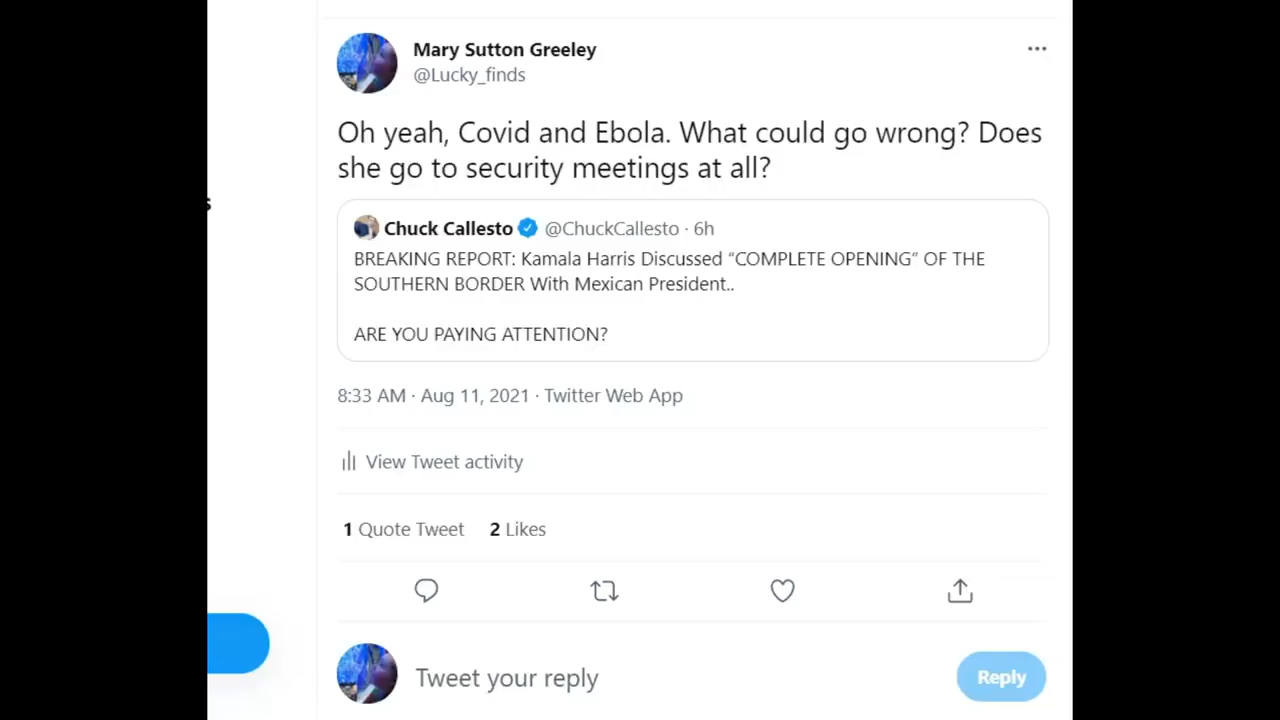 Mary Sutton Greeley
@Lucky_finds
Oh yeah, Covid and Ebola. What could go wrong? Does
she go to security meetings at all?
Chuck Callesto @ChuckCallesto · 6h
BREAKING REPORT: Kamala Harris Discussed “COMPLETE OPENING” OF THE
SOUTHERN BORDER With Mexican President..
ARE YOU PAYING ATTENTION?
8:33 AM · Aug 11, 2021 · Twitter Web App
View Tweet activity
1 Quote Tweet 2 Likes
Tweet your reply
Reply